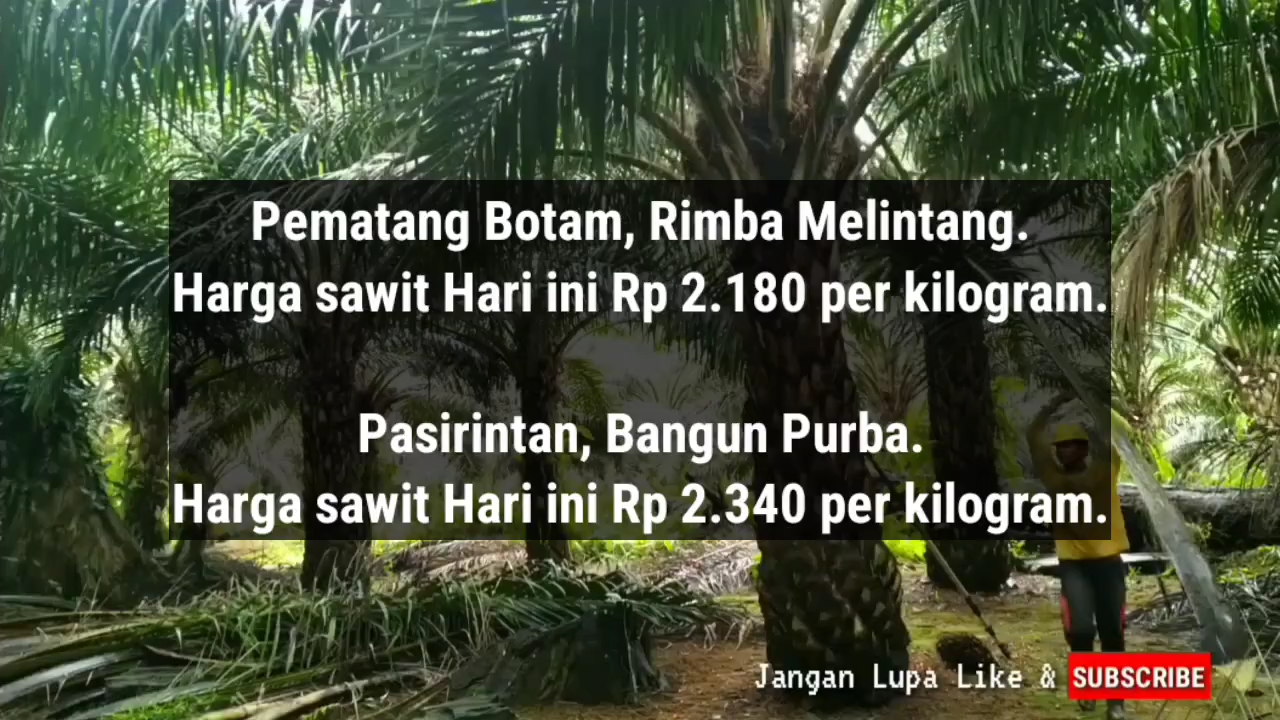 Pematang Botam, Rimba Melintang.
Harga sawit Hari ini Rp 2.180 per kilogram.
Pasirintan, Bangun Purba.
Harga sawit Hari ini Rp 2.340 per kilogram.
Jangan Lupa Like & SUBSCRIBE